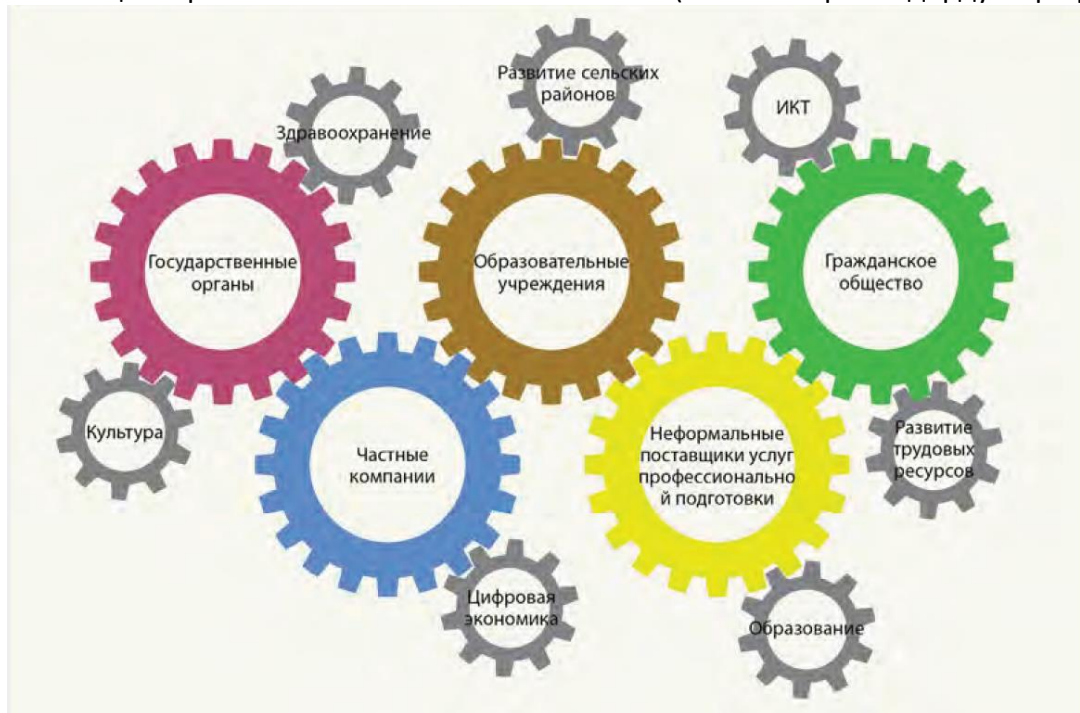 Развитие сельских
районов
ИКТ
Здравоохранение
Государственные
органы
Образовательные
учреждения
Гражданское
общество
Культура
Частные
компании
Неформальные
поставщики услуг
профессионально
й подготовки
Развитие
трудовых
ресурсов
Цифровая
экономика
Образование